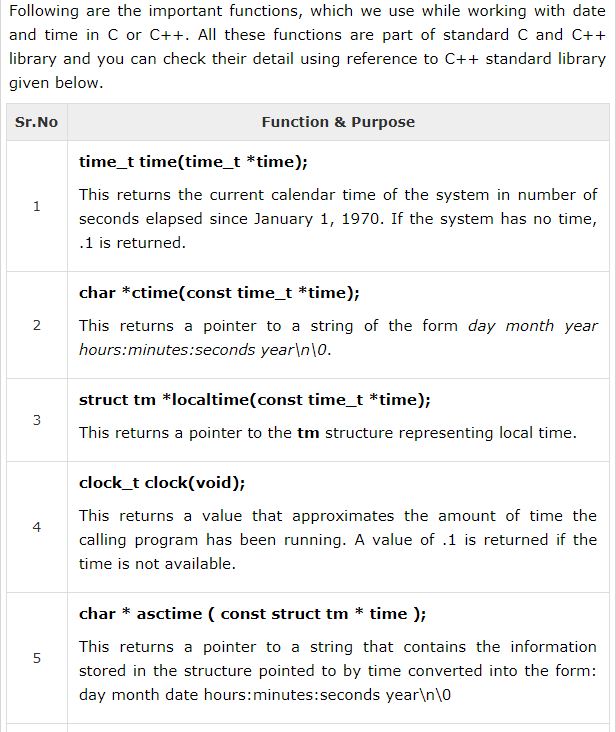 Following are the important functions, which we use while working with date
and time in C or C++. All these functions are part of standard C and C++
library and you can check their detail using reference to C++ standard library
given below.
Sr.No Function & Purpose
time_t time(time_t *time);
1
This returns the current calendar time of the system in number of
seconds elapsed since January 1, 1970. If the system has no time,
.1 is returned.
char *ctime(const time_t *time);
2
This returns a pointer to a string of the form day month year
hours:minutes:seconds year\n\0.
struct tm *localtime(const time_t *time);
3
This returns a pointer to the tm structure representing local time.
clock_t clock(void);
4
This returns a value that approximates the amount of time the
calling program has been running. A value of .1 is returned if the
time is not available.
char * asctime ( const struct tm * time );
5
This returns a pointer to a string that contains the information
stored in the structure pointed to by time converted into the form:
day month date hours:minutes:seconds year\n\0